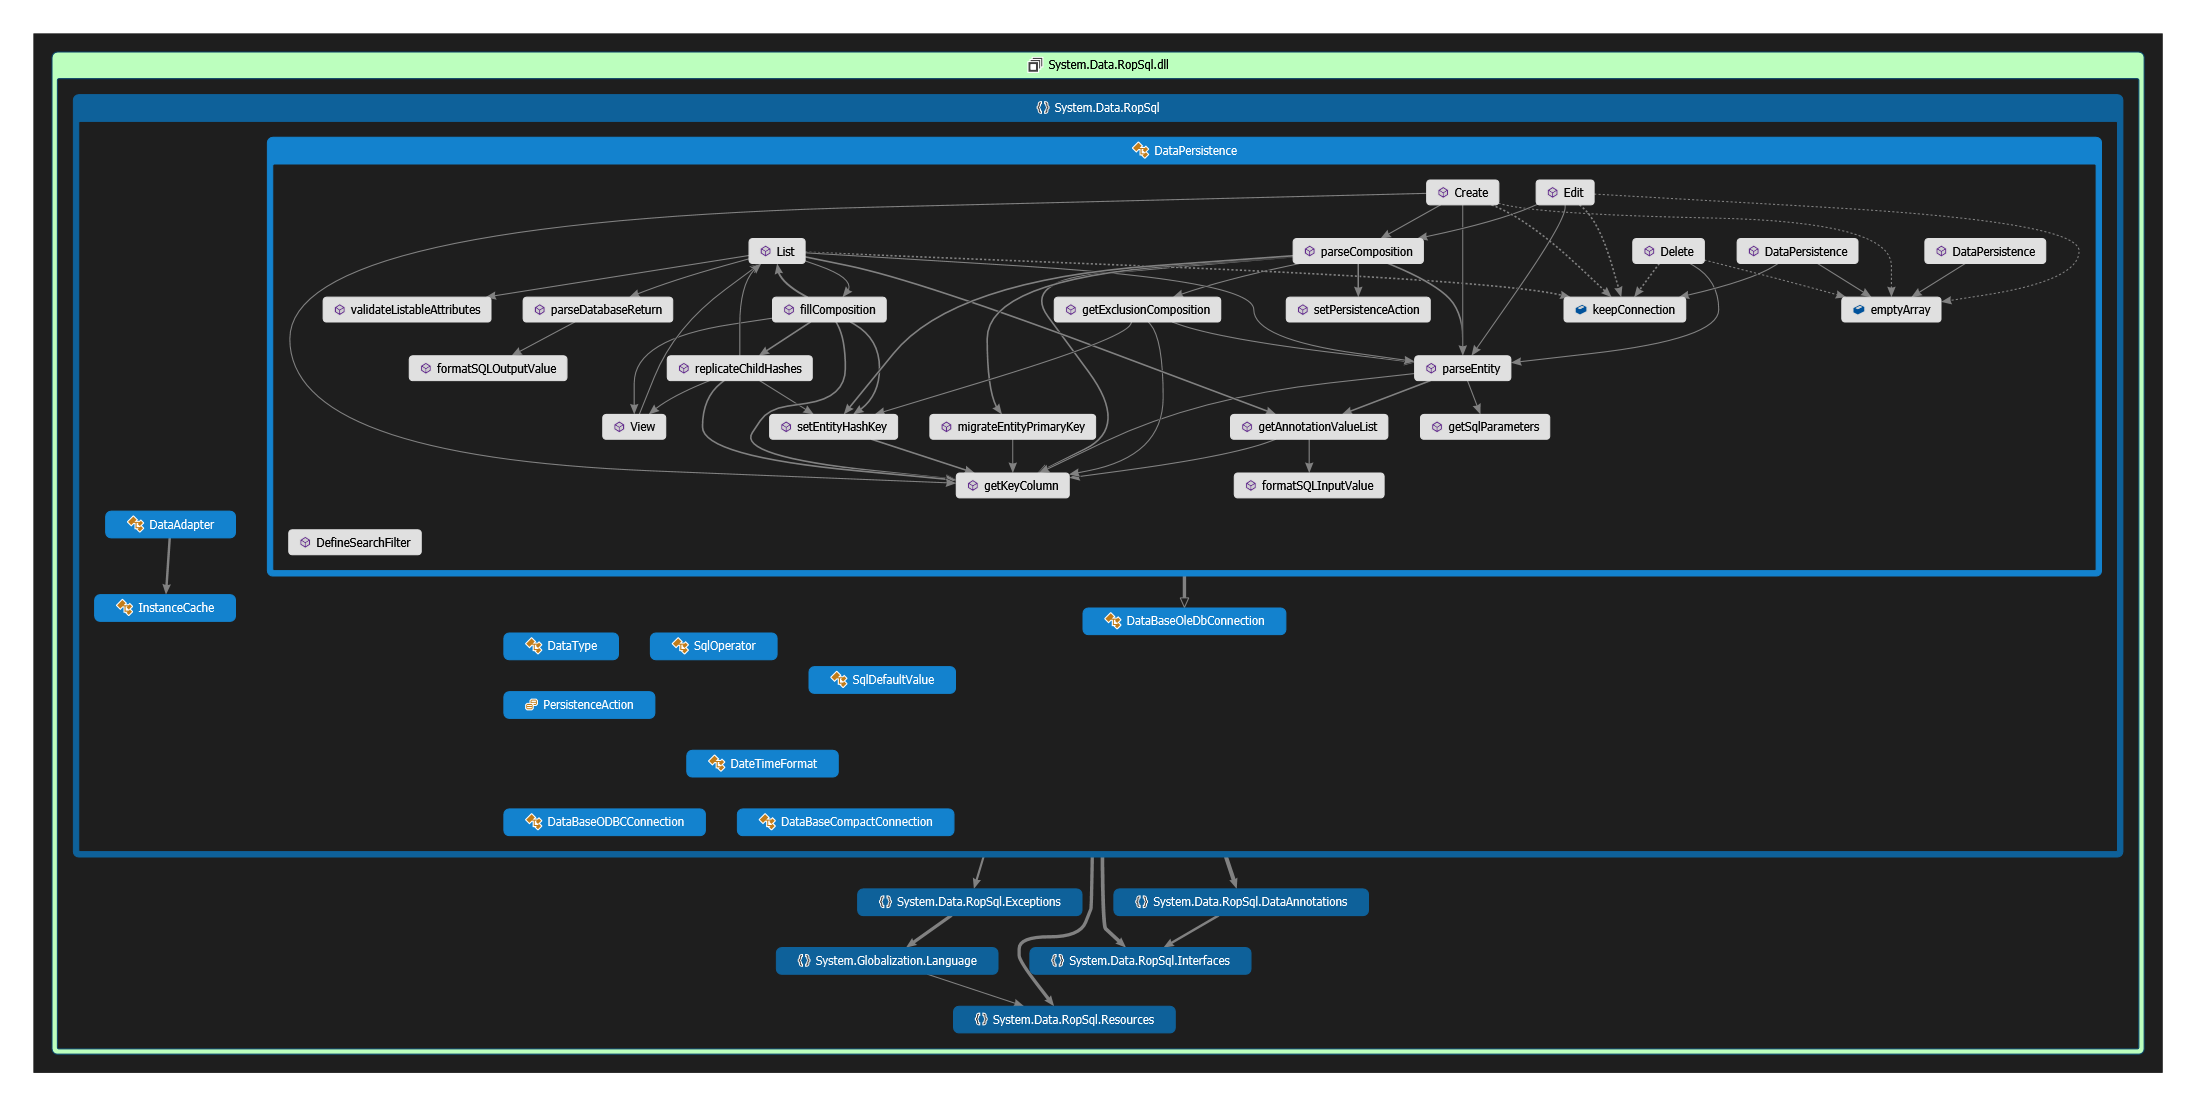 System.Data.RopSql.dll
System.Data.RopSql
DataPersistence
Create
Edit
List
parseComposition
Delete
DataPersistence
DataPersistence
validateListableAttributes
parseDatabaseReturn
fillComposition
getExclusionComposition
setPersistenceAction
keepConnection
emptyArray
formatSQLOutputValue
replicateChildHashes
parseEntity
View
setEntityHashKey
migrateEntityPrimaryKey
getAnnotationValueList
getSqlParameters
getKeyColumn
formatSQLInputValue
DataAdapter
DefineSearchFilter
InstanceCache
DataBaseOleDbConnection
DataType
SqlOperator
SqlDefaultValue
PersistenceAction
DateTimeFormat
DataBaseODBCConnection
DataBaseCompactConnection
System.Data.RopSql.Exceptions
System.Data.RopSql.DataAnnotations
System.Globalization.Language
System.Data.RopSql.Interfaces
System.Data.RopSql.Resources